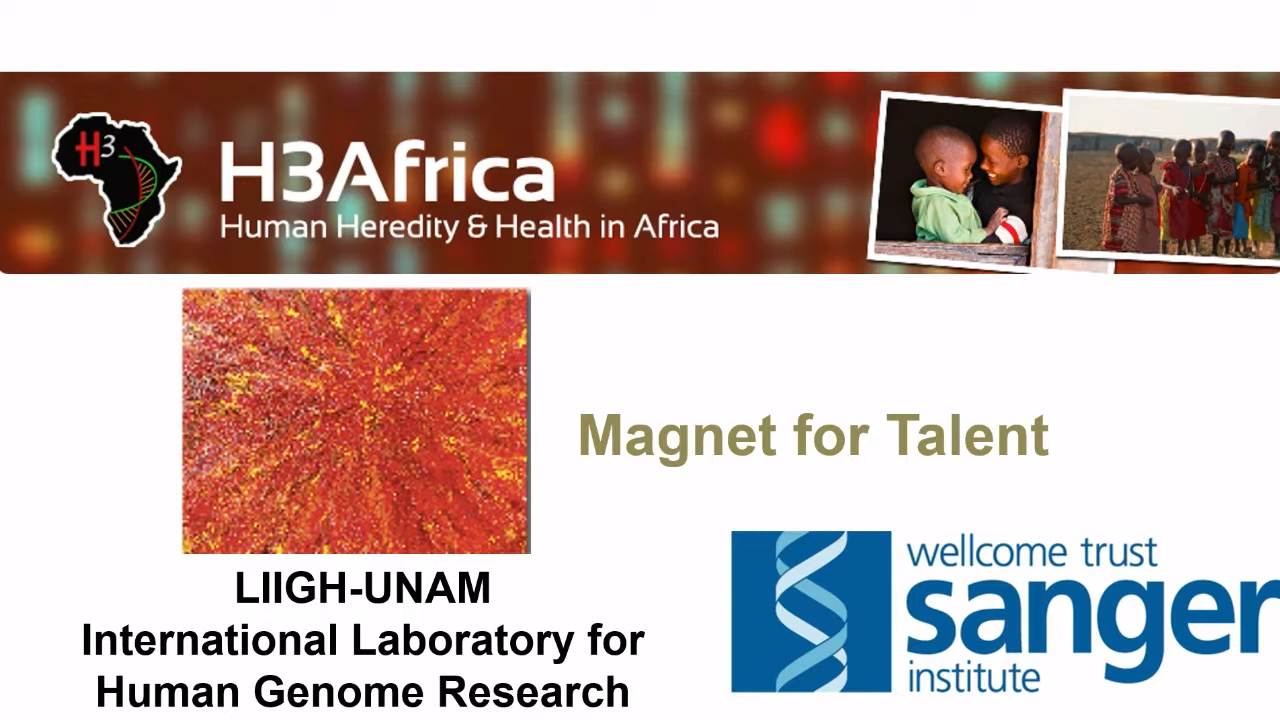 H3
H3Africa
Human Heredity & Health in Africa
Magnet for Talent
LIIGH-UNAM
International Laboratory for
Human Genome Research
wellcome trust
sanger
institute